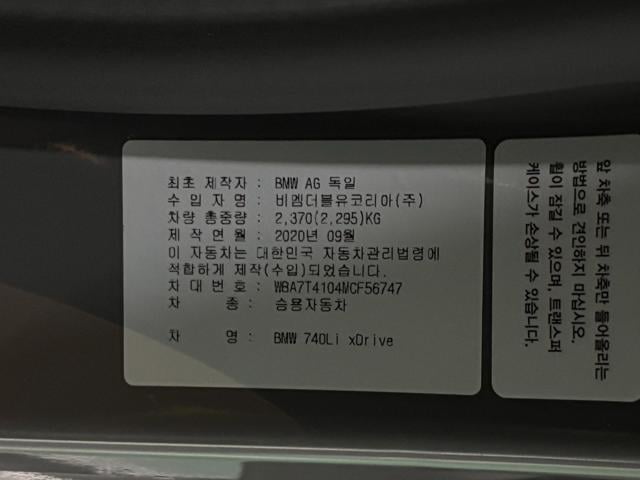 최초 제작자 : BMW AG 독일
수 입 자 명 : 비엠더블유코리아(주)
차량 총중량 : 2,370(2,295)KG
제 작 연 월 : 2020년 09월
이 자동차는 대한민국 자동차관리법령에
적합하게 제작(수입)되었습니다.
차 대 번 호 : WBA7T4104MCF56747
차 종 : 승용자동차
차 명 : BMW 740Li xDrive
앞 차축 또는 뒤 차축만 들어올리는
방법으로 견인하지 마십시오.
휠이 잠길 수 있으며, 트랜스퍼
케이스가 손상될 수 있습니다.